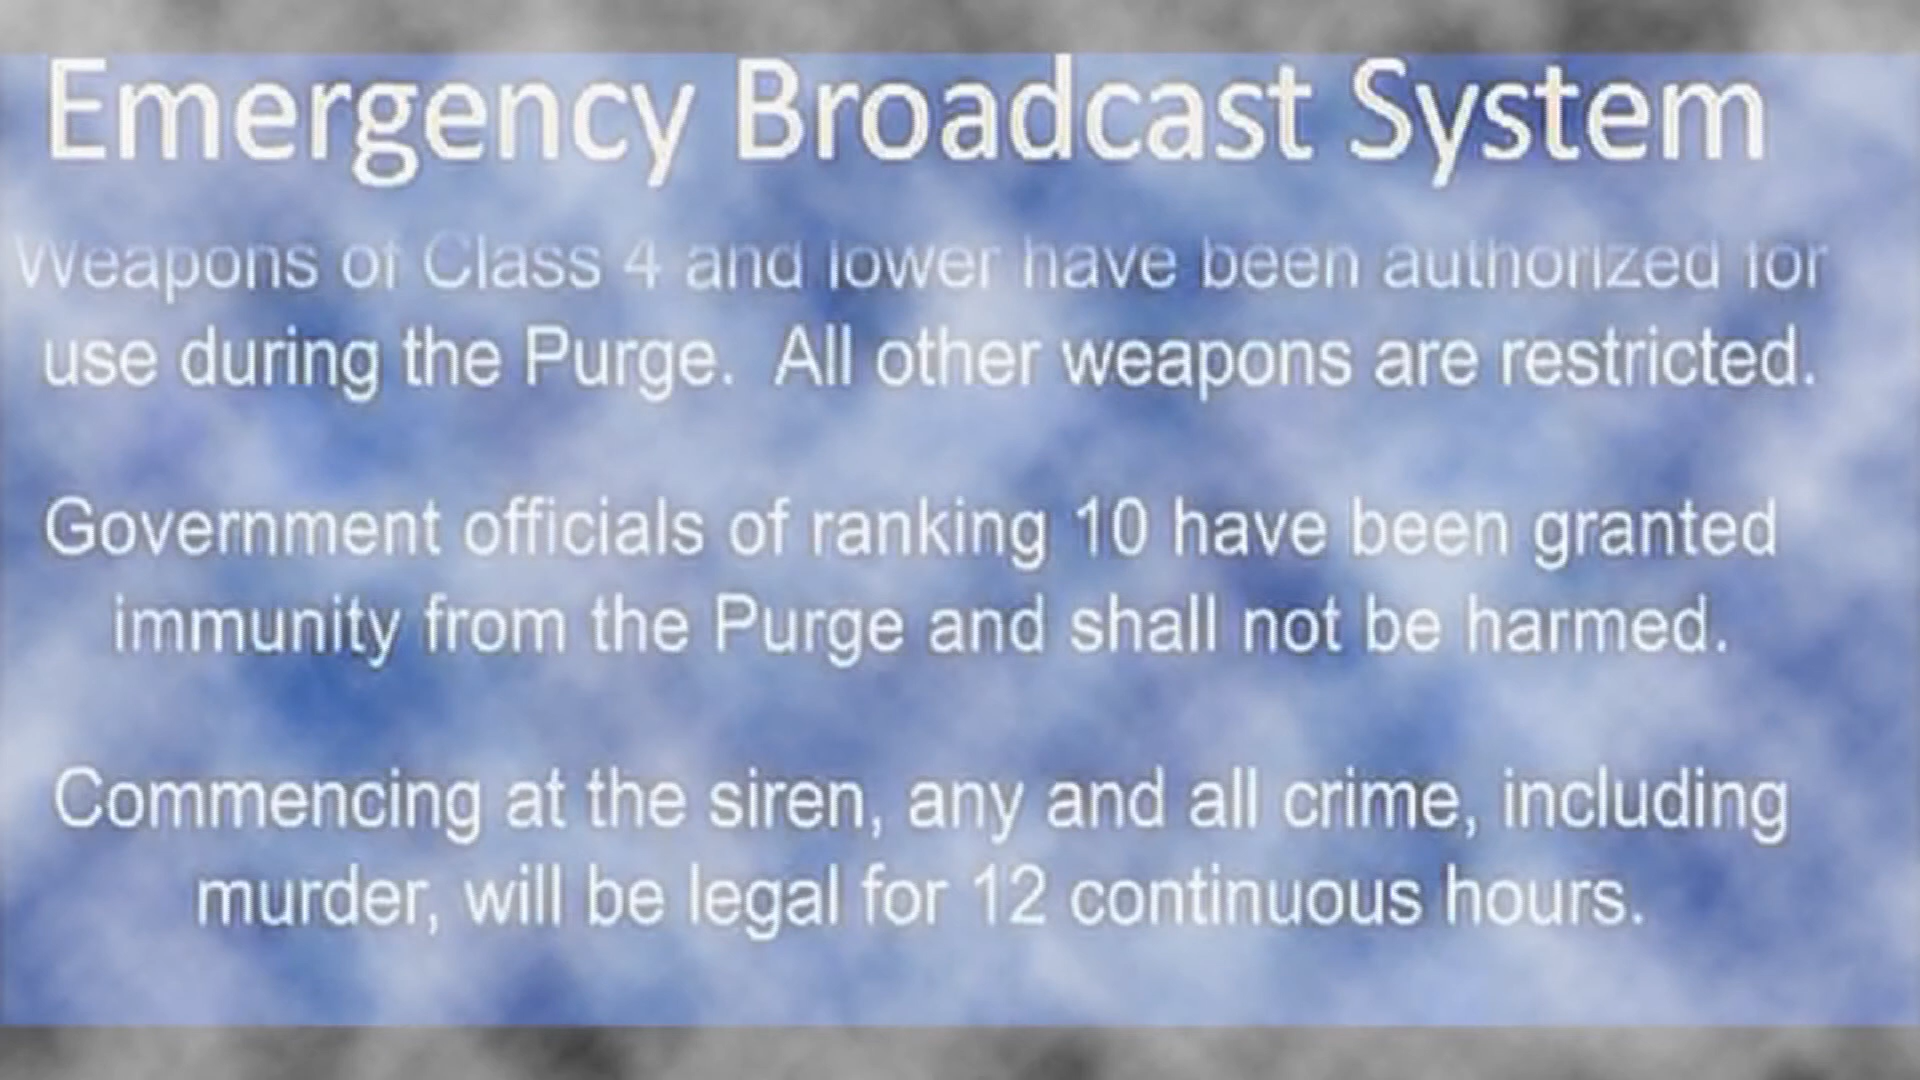 Emergency Broadcast System
Weapons of Class 4 and lower have been authorized for
use during the Purge.  All other weapons are restricted.
Government officials of ranking 10 have been granted
immunity from the Purge and shall not be harmed.
Commencing at the siren, any and all crime, including
murder, will be legal for 12 continuous hours.